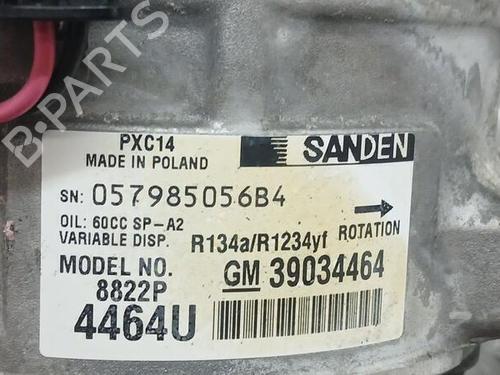 B-PARTS
PXC14
MADE IN POLAND
SANDEN
SN: 057985056B4
OIL: 60CC SP-A2
VARIABLE DISP.
R134a/R1234yf
ROTATION
MODEL NO.
8822P
GM 39034464
4464U